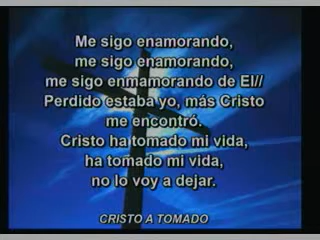 Me sigo enamorando,
me sigo enamorando,
me sigo enmamorando de El//
Perdido estaba yo, más Cristo
me encontró.
Cristo ha tomado mi vida,
ha tomado mi vida,
no lo voy a dejar.
CRISTO A TOMADO